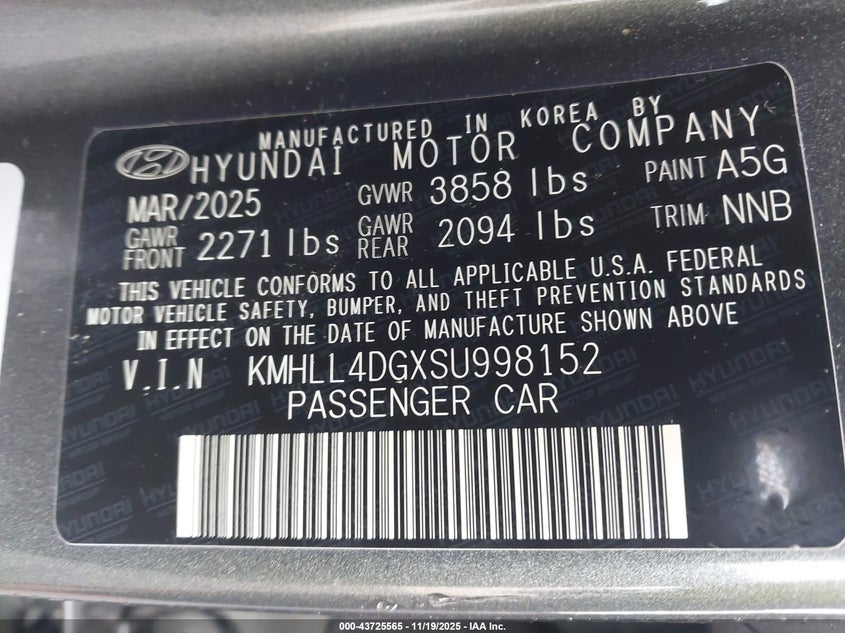 MANUFACTURED IN KOREA BY
HYUNDAI MOTOR COMPANY
MAR/2025 GVWR 3858 lbs PAINT A5G
GAWR FRONT 2271 lbs GAWR REAR 2094 lbs TRIM NNB
THIS VEHICLE CONFORMS TO ALL APPLICABLE U.S.A. FEDERAL
MOTOR VEHICLE SAFETY, BUMPER, AND THEFT PREVENTION STANDARDS
IN EFFECT ON THE DATE OF MANUFACTURE SHOWN ABOVE
V.I.N KMHLL4DGXSU998152
PASSENGER CAR
000-43725565 - 11/19/2025 - IAA Inc.